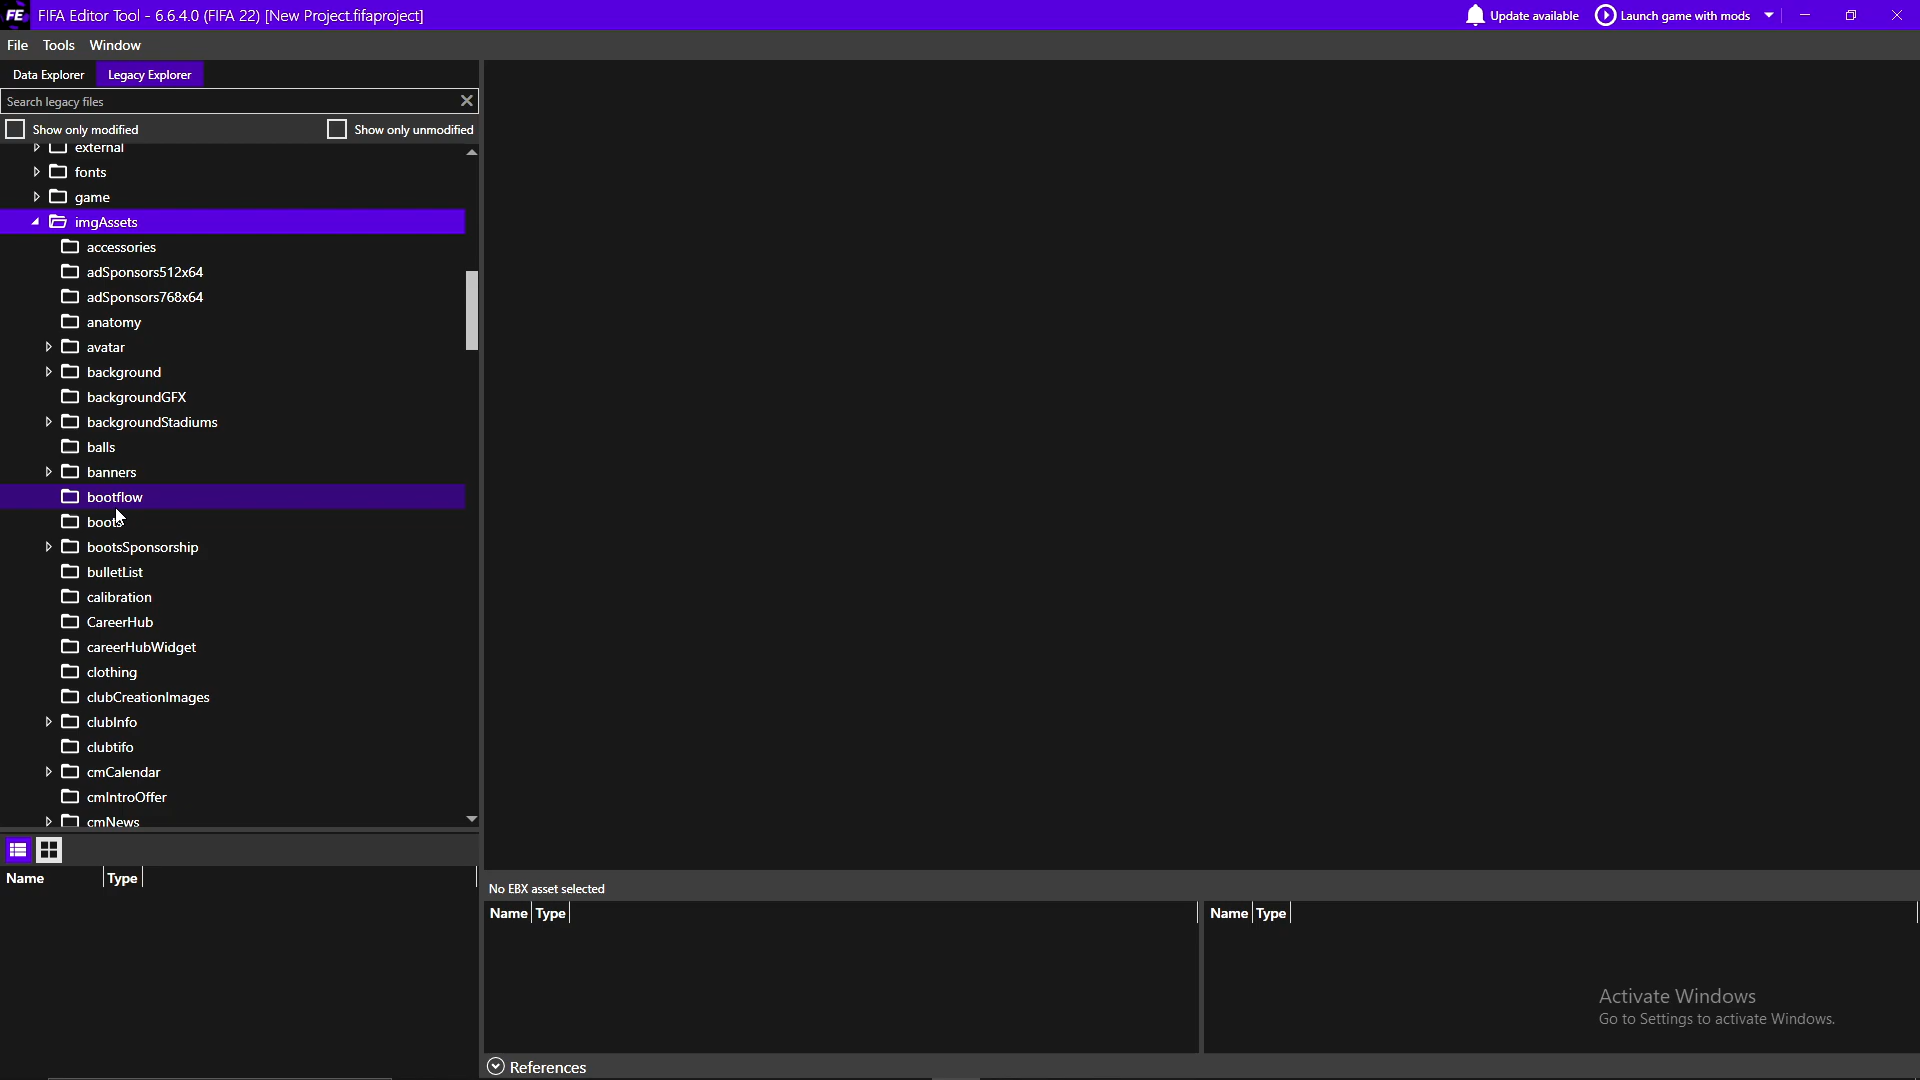 FE FIFA Editor Tool - 6.6.4.0 (FIFA 22) [New Project.fifaproject] Update available Launch game with mods
File Tools Window
Data Explorer Legacy Explorer
Search legacy files
Show only modified Show only unmodified
external
fonts
game
imgAssets
accessories
adSponsors512x64
adSponsors768x64
anatomy
avatar
background
backgroundGFX
backgroundStadiums
balls
banners
bootflow
boots
bootsSponsorship
bulletList
calibration
CareerHub
careerHubWidget
clothing
clubCreationImages
clubInfo
clubtifo
cmCalendar
cmIntroOffer
cmNews
Name Type
No EBX asset selected
Name Type Name Type
Activate Windows
Go to Settings to activate Windows.
References